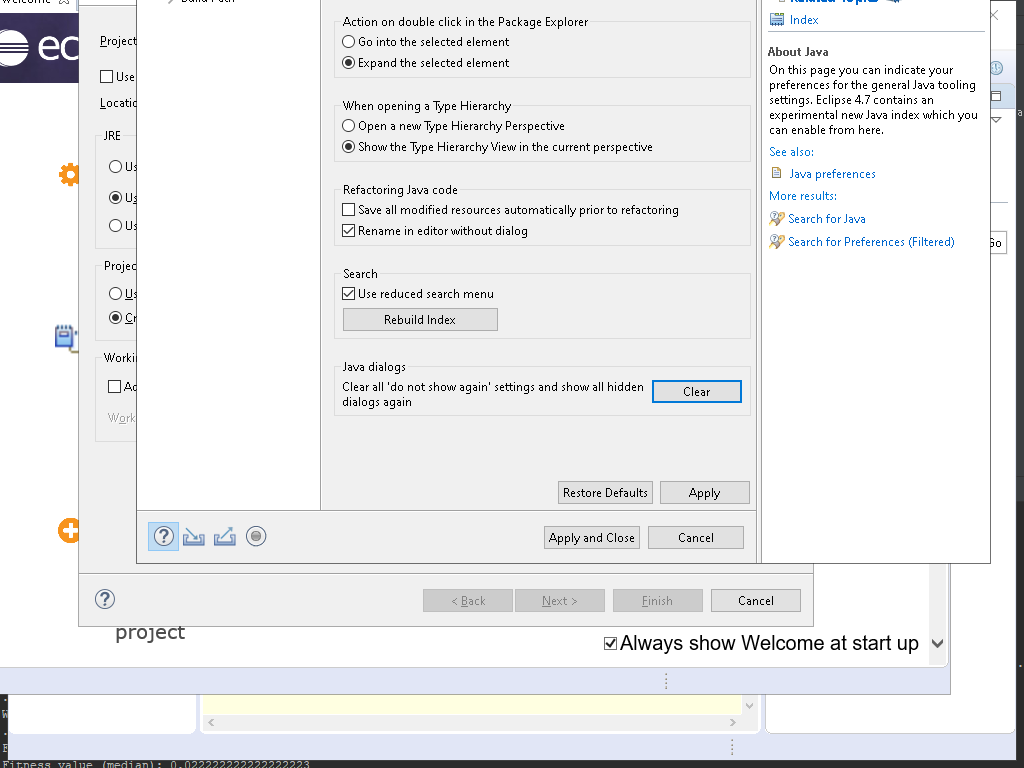 ec
Project
Use
Locatio
JRE
Us
Us
Us
Projec
Us
Cr
Worki
Ad
Work
Action on double click in the Package Explorer
Go into the selected element
Expand the selected element
When opening a Type Hierarchy
Open a new Type Hierarchy Perspective
Show the Type Hierarchy View in the current perspective
Refactoring Java code
Save all modified resources automatically prior to refactoring
Rename in editor without dialog
Search
Use reduced search menu
Rebuild Index
Java dialogs
Clear all 'do not show again' settings and show all hidden
dialogs again
Clear
Restore Defaults
Apply
Apply and Close
Cancel
Index
About Java
On this page you can indicate your
preferences for the general Java tooling
settings. Eclipse 4.7 contains an
experimental new Java index which you
can enable from here.
See also:
Java preferences
More results:
Search for Java
Search for Preferences (Filtered)
Go
< Back
Next >
Finish
Cancel
project
Always show Welcome at start up
Fitness value (median): 0.022222222222222223